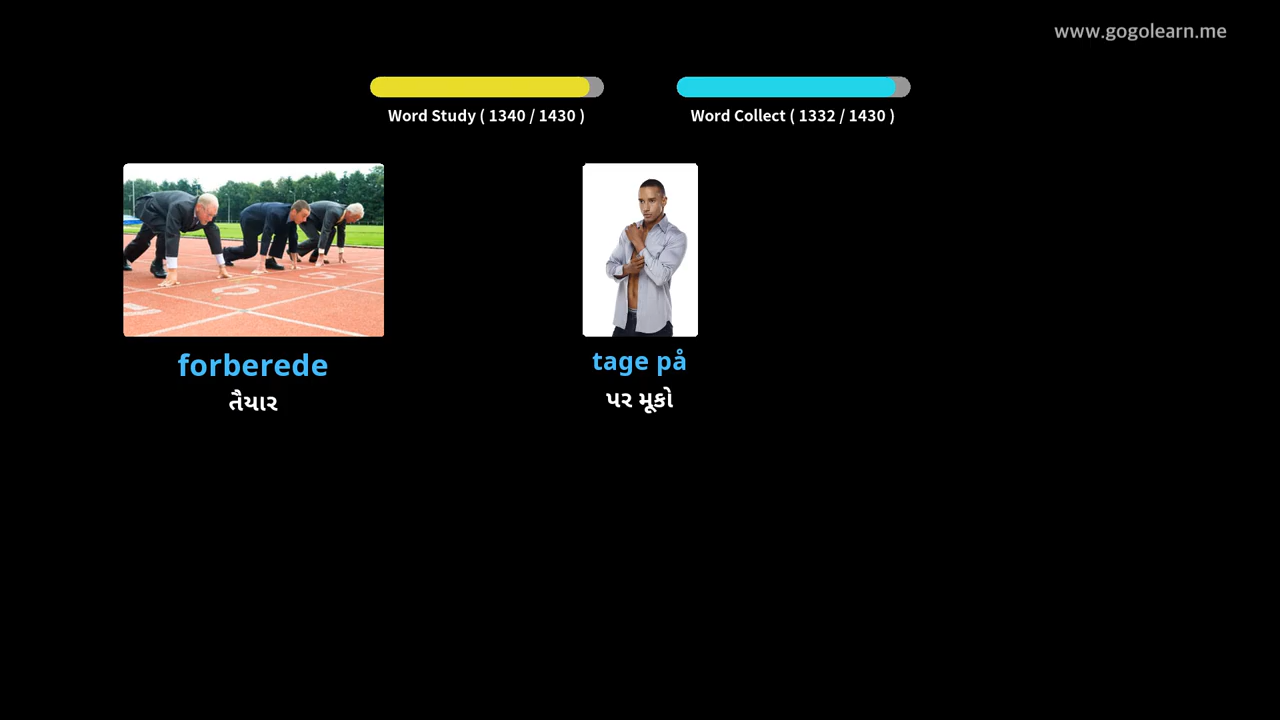 www.gogolearn.me
Word Study ( 1340 / 1430 )
Word Collect ( 1332 / 1430 )
forberede
તૈયાર
tage på
પર મૂકો